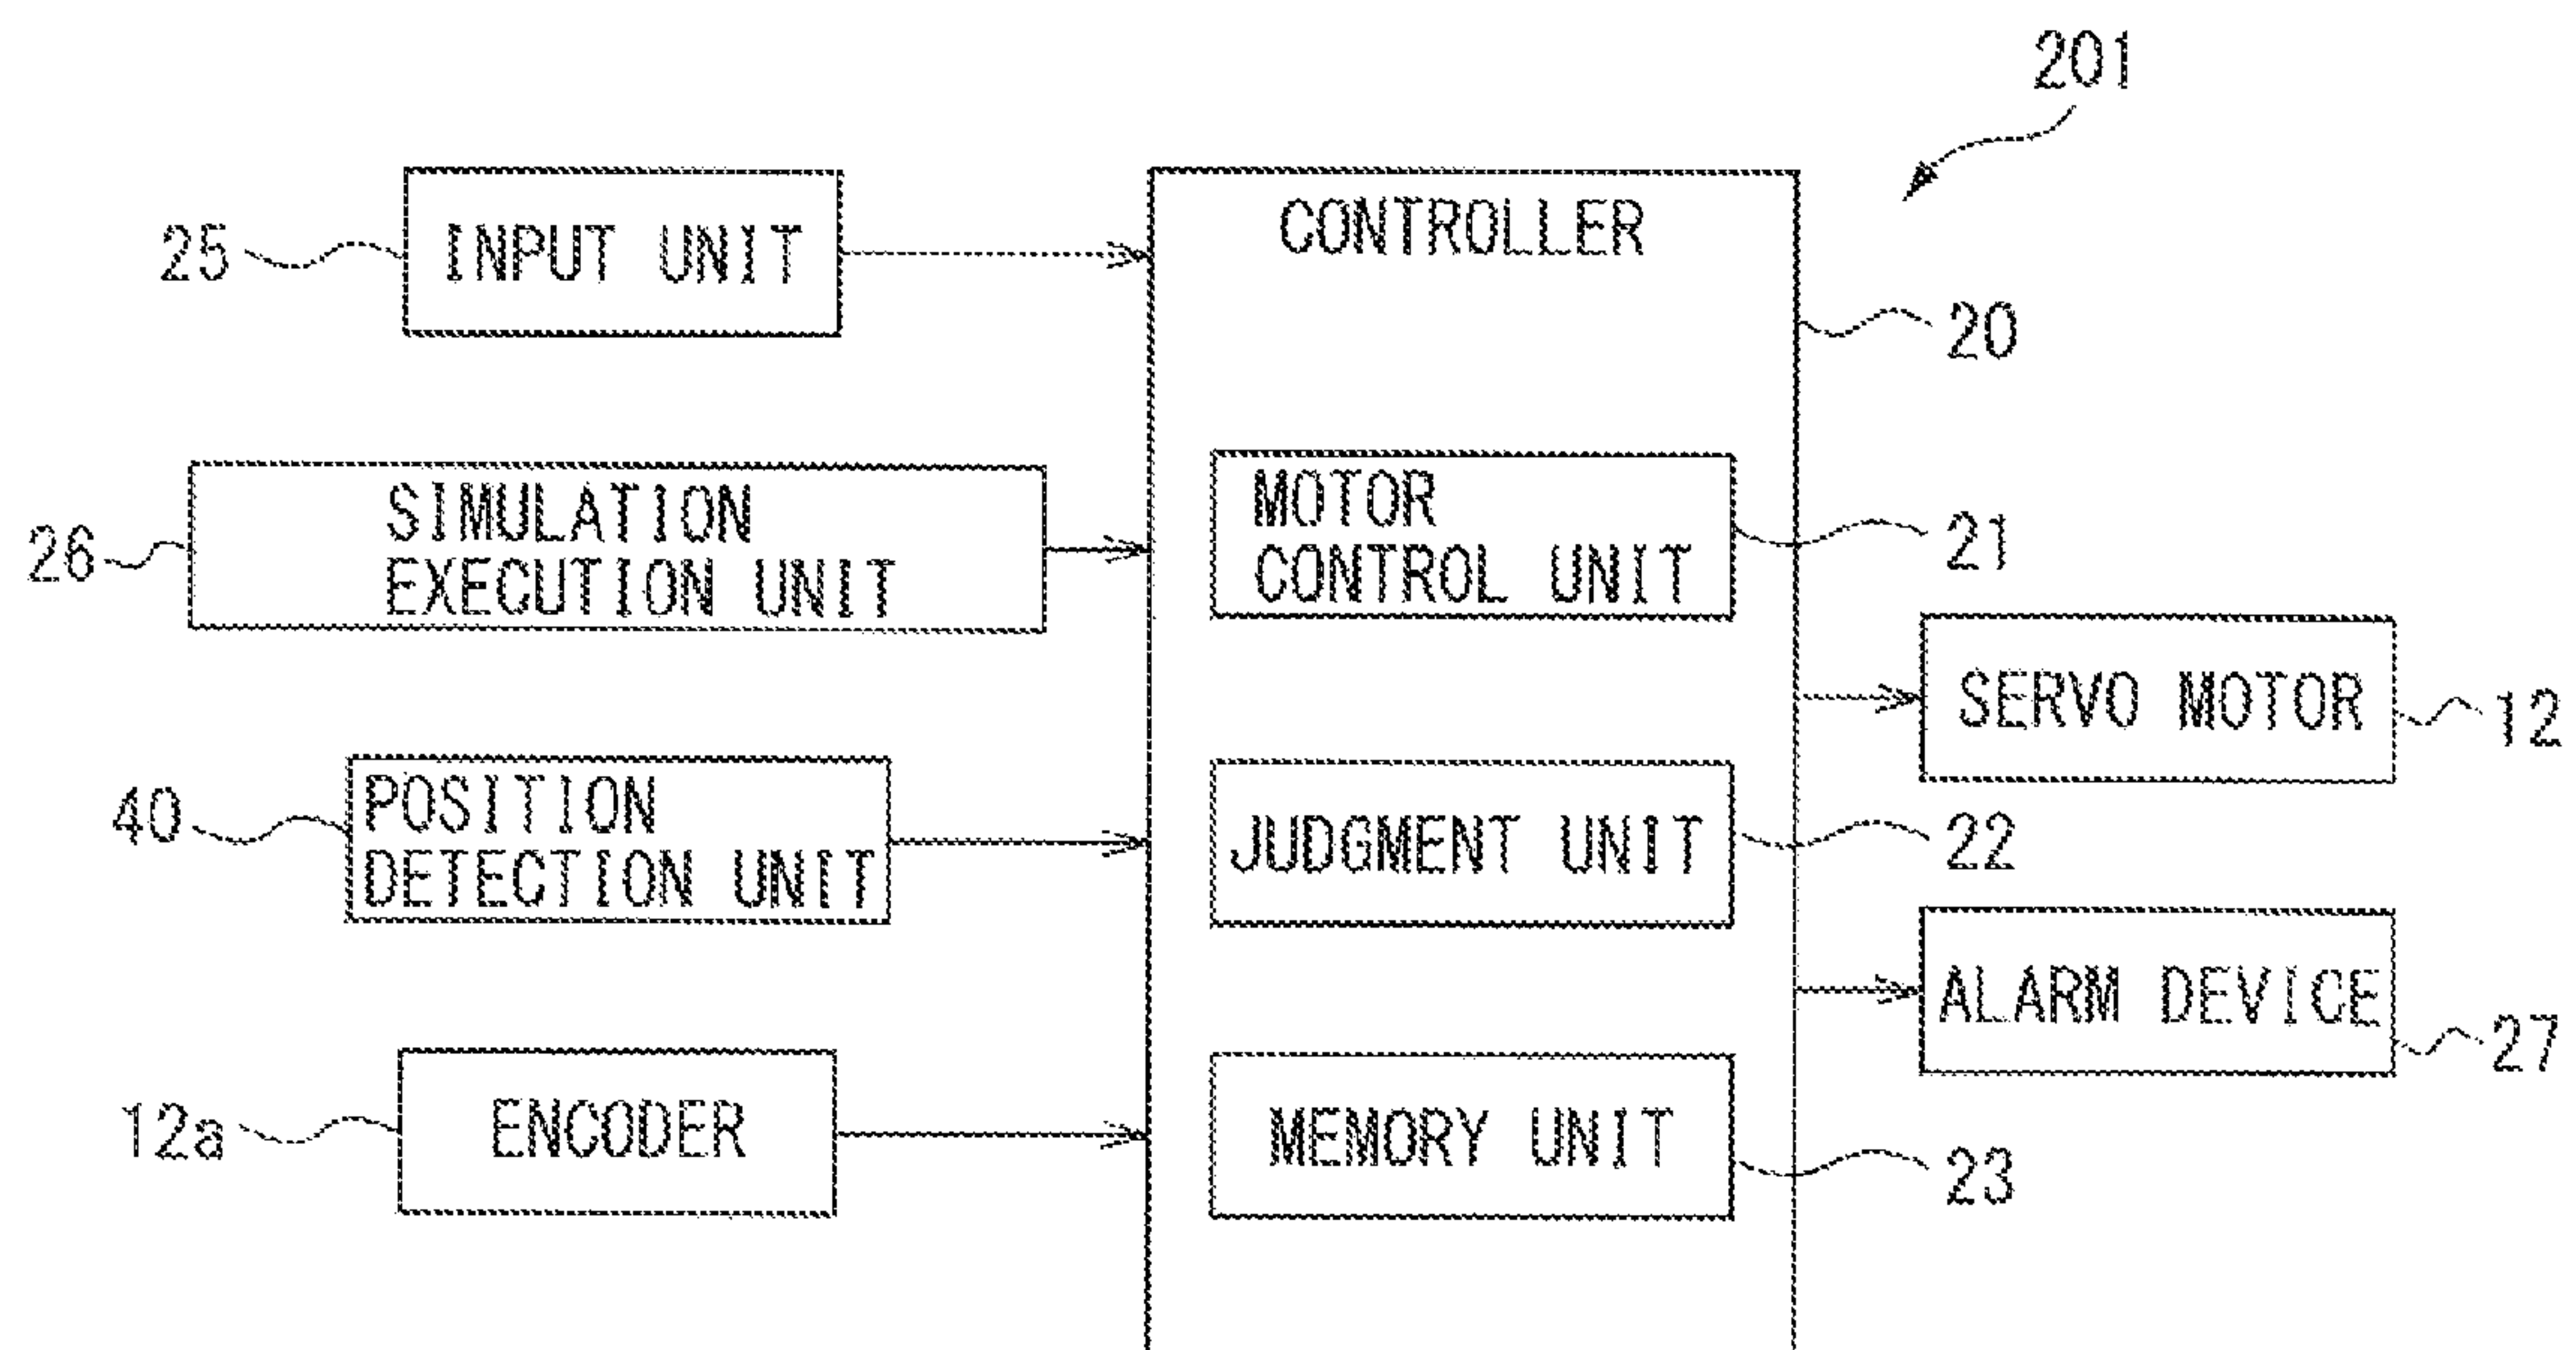 201
CONTROLLER
25
INPUT UNIT
20
SIMULATION
EXECUTION UNIT
26
MOTOR
CONTROL UNIT
21
SERVO MOTOR
12
POSITION
DETECTION UNIT
40
JUDGMENT UNIT
22
ALARM DEVICE
27
12a
ENCODER
MEMORY UNIT
23